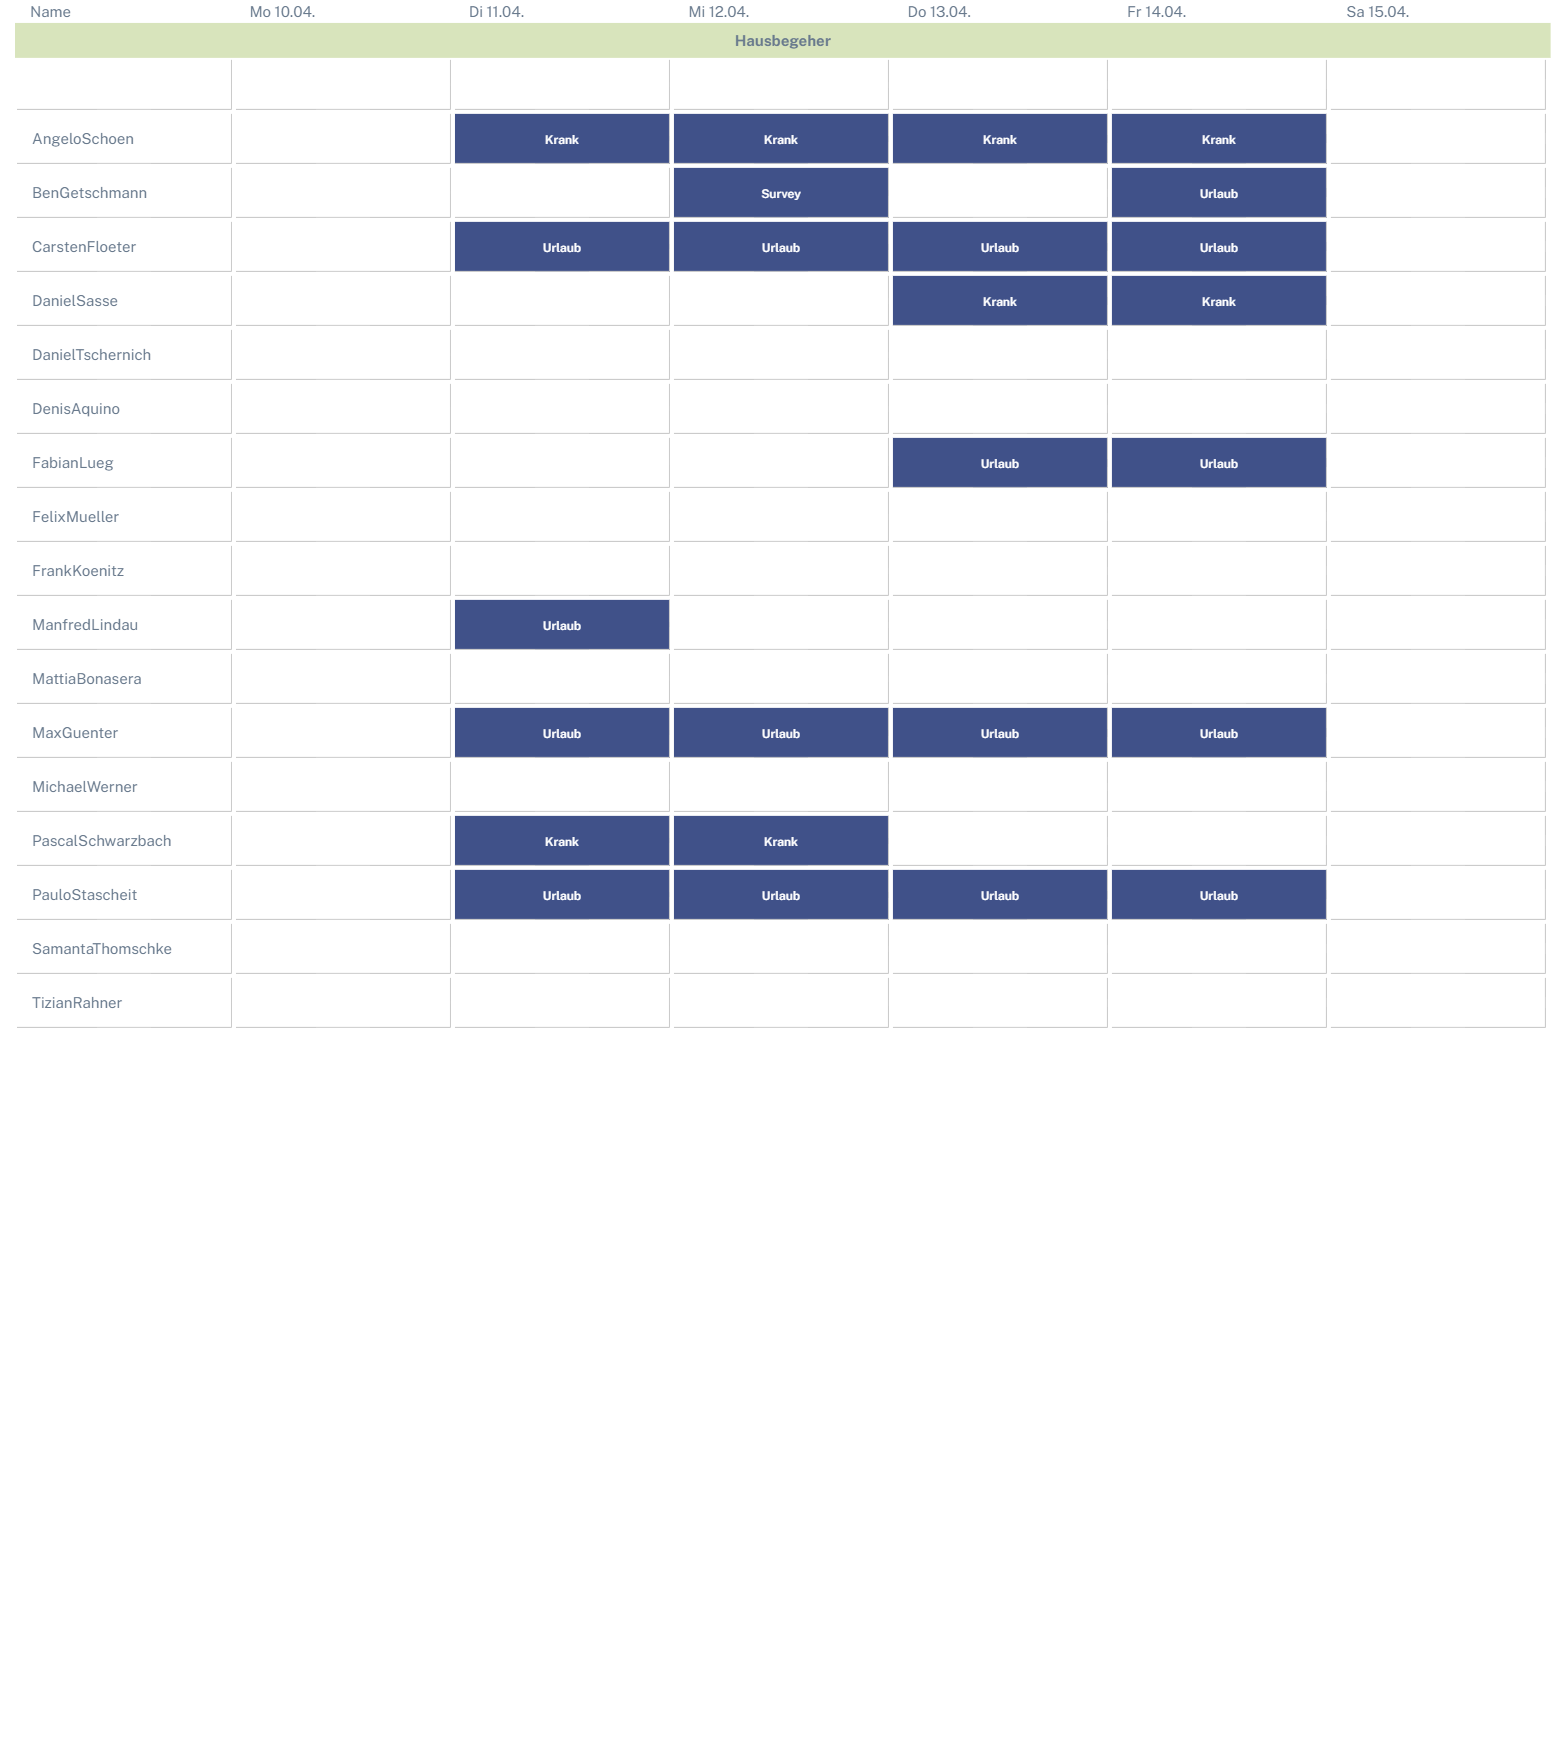 Name Mo 10.04. Di 11.04. Mi 12.04. Do 13.04. Fr 14.04. Sa 15.04.
Hausbegeher
AngeloSchoen Krank Krank Krank Krank
BenGetschmann Survey Urlaub
CarstenFloeter Urlaub Urlaub Urlaub Urlaub
DanielSasse Krank Krank
DanielTschernich
DenisAquino
FabianLueg Urlaub Urlaub
FelixMueller
FrankKoenitz
ManfredLindau Urlaub
MattiaBonasera
MaxGuenter Urlaub Urlaub Urlaub Urlaub
MichaelWerner
PascalSchwarzbach Krank Krank
PauloStascheit Urlaub Urlaub Urlaub Urlaub
SamantaThomschke
TizianRahner